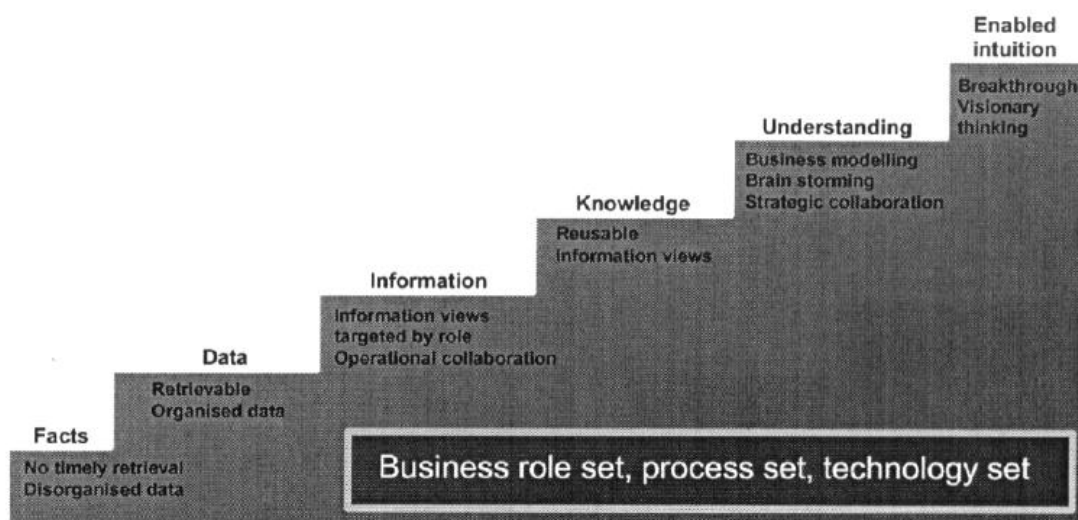 Enabled
intuition
Breakthrough
Visionary
thinking
Understanding
Business modelling
Brain storming
Strategic collaboration
Knowledge
Reusable
Information views
Information
Information views
targeted by role
Operational collaboration
Data
Retrievable
Organised data
Facts
No timely retrieval
Disorganised data
Business role set, process set, technology set